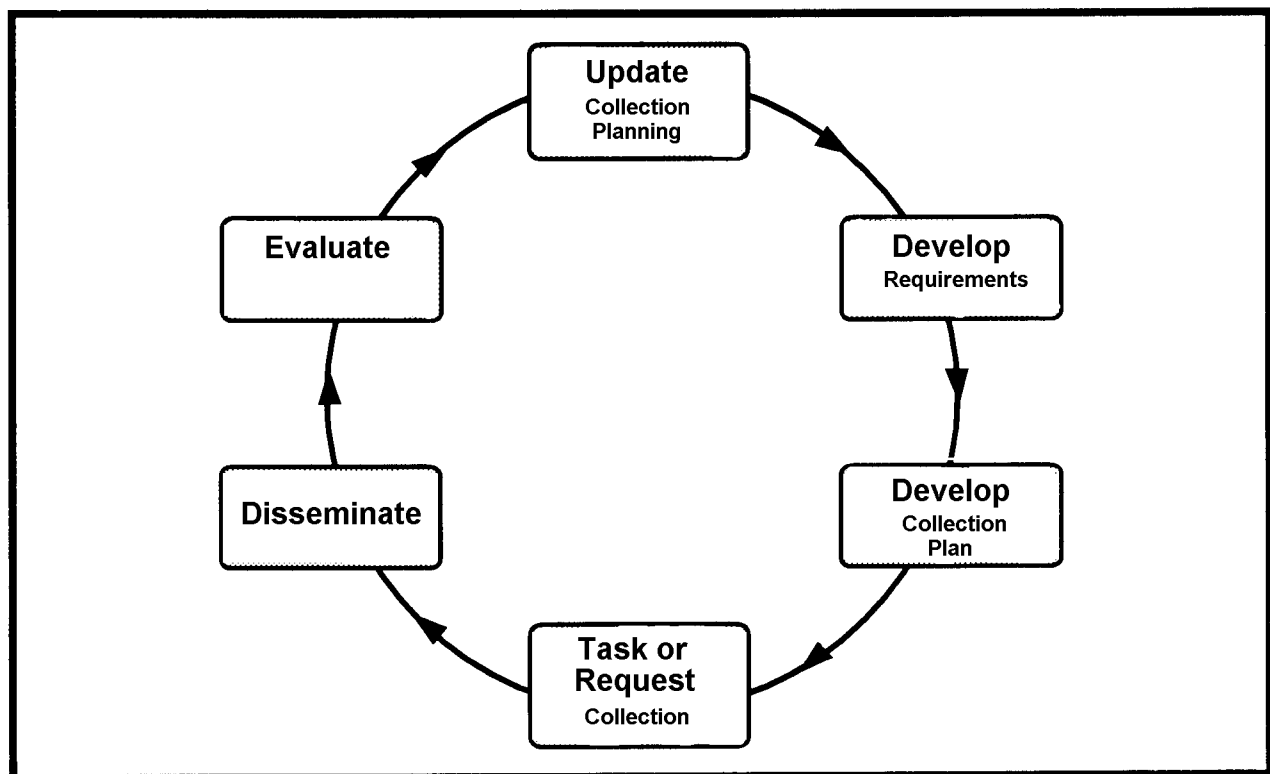 Update
Collection
Planning
Develop
Requirements
Develop
Collection
Plan
Task or
Request
Collection
Disseminate
Evaluate